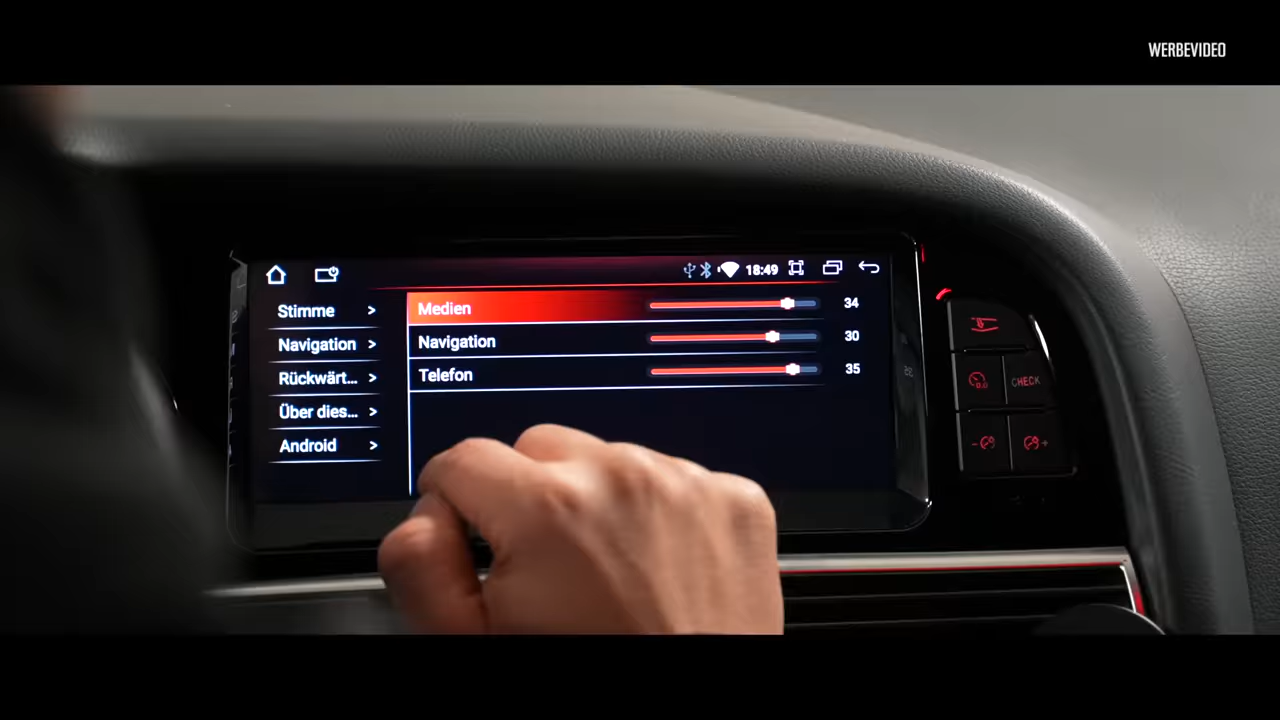 WERBEVIDEO
18:49
Stimme >
Navigation >
Rückwärt... >
Über dies... >
Android >
Medien 34
Navigation 30
Telefon 35
CHECK